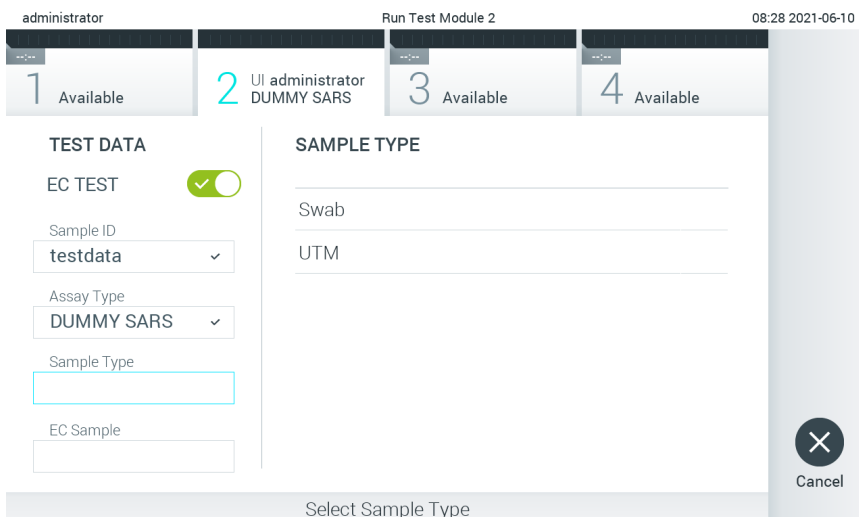 administrator
Run Test Module 2
08:28 2021-06-10
--:--
1 Available
2 UI administrator
DUMMY SARS
--:--
3 Available
--:--
4 Available
TEST DATA
EC TEST
Sample ID
testdata
Assay Type
DUMMY SARS
Sample Type
EC Sample
SAMPLE TYPE
Swab
UTM
Cancel
Select Sample Type